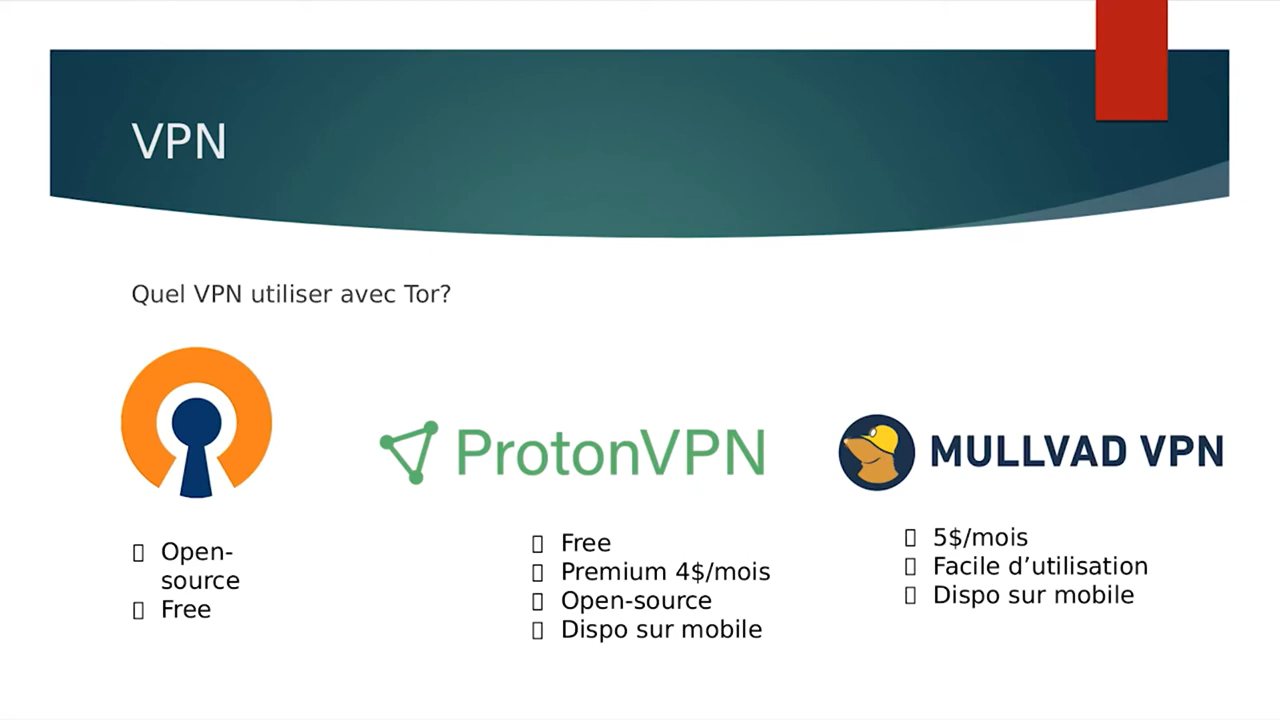 VPN
Quel VPN utiliser avec Tor?
ProtonVPN
MULLVAD VPN
Open-
source
Free
Free
Premium 4$/mois
Open-source
Dispo sur mobile
5$/mois
Facile d’utilisation
Dispo sur mobile